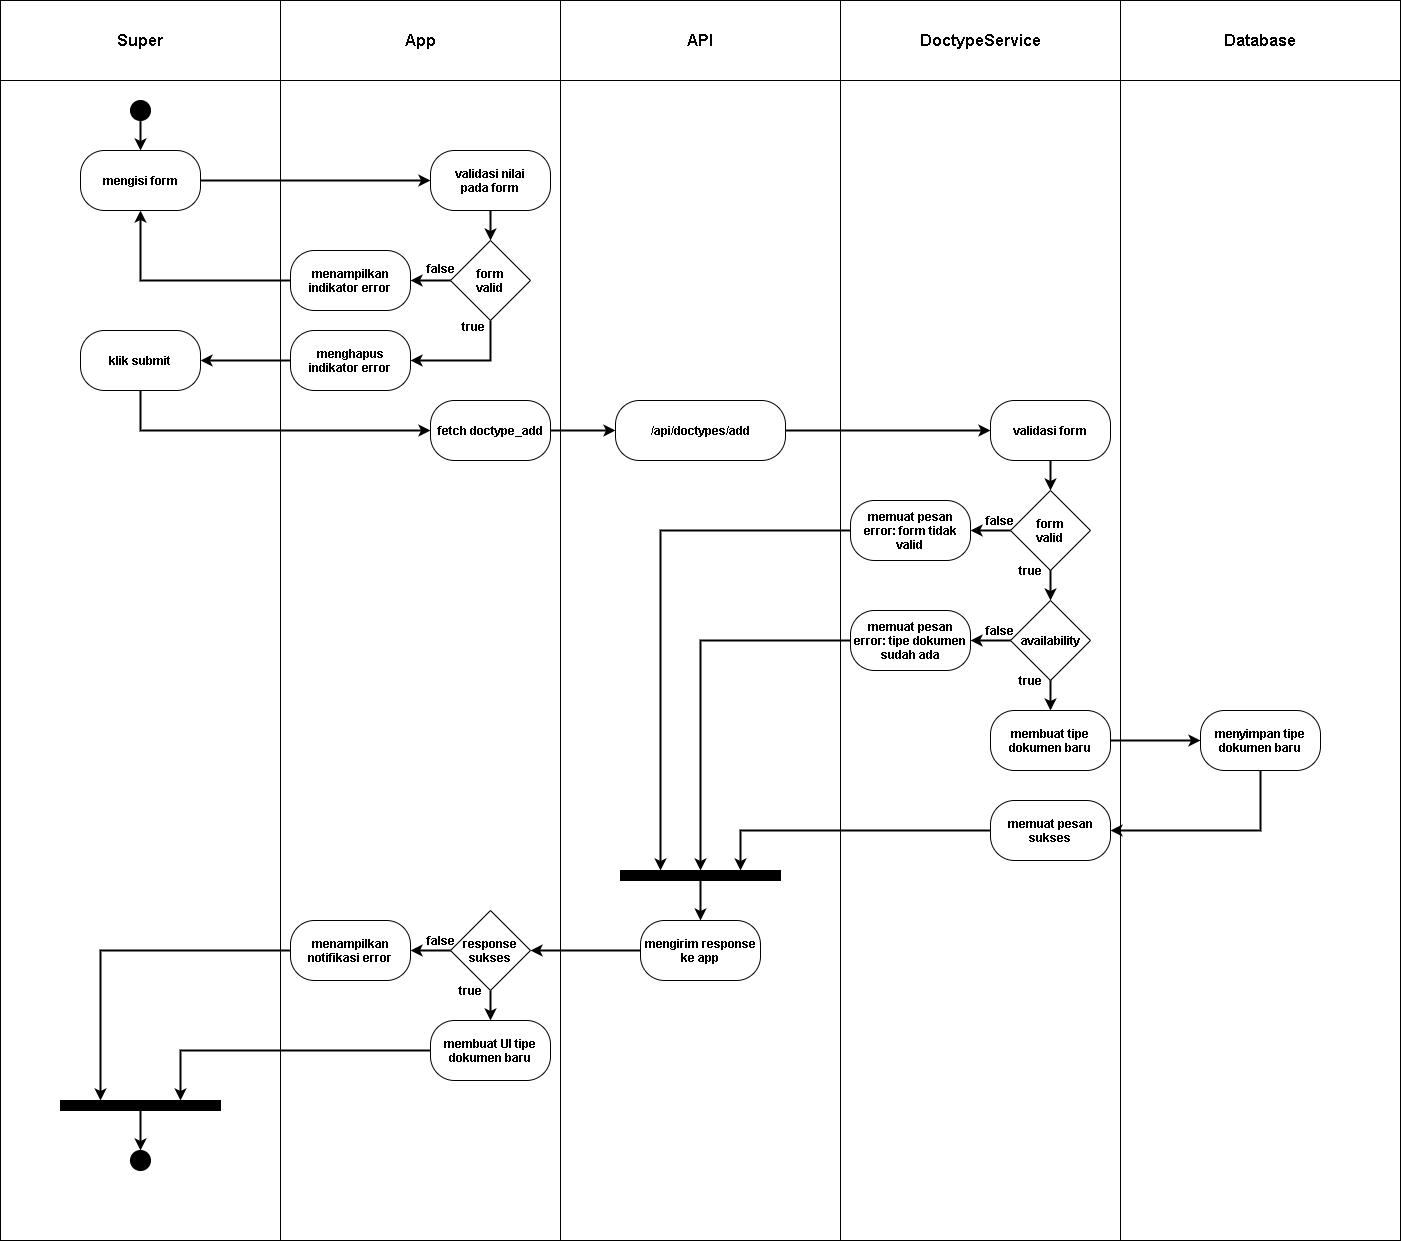 Super
App
API
DoctypeService
Database
mengisi form
validasi nilai
pada form
menampilkan
indikator error
false
form
valid
true
klik submit
menghapus
indikator error
fetch doctype_add
/api/doctypes/add
validasi form
memuat pesan
error: form tidak
valid
false
form
valid
true
memuat pesan
error: tipe dokumen
sudah ada
false
availability
true
membuat tipe
dokumen baru
menyimpan tipe
dokumen baru
memuat pesan
sukses
menampilkan
notifikasi error
false
response
sukses
mengirim response
ke app
true
membuat UI tipe
dokumen baru